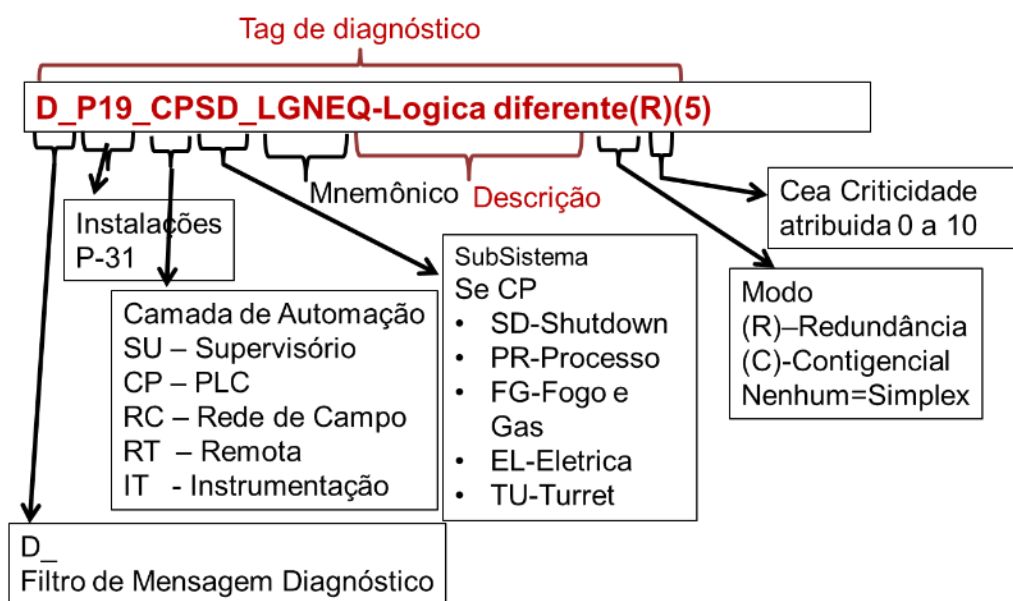 Tag de diagnóstico
D_P19_CPSD_LGNEQ-Logica diferente(R)(5)
Mnemônico
Descrição
Instalações
P-31
Camada de Automação
SU – Supervisório
CP – PLC
RC – Rede de Campo
RT – Remota
IT - Instrumentação
SubSistema
Se CP
• SD-Shutdown
• PR-Processo
• FG-Fogo e
Gas
• EL-Eletrica
• TU-Turret
Cea Criticidade
atribuida 0 a 10
Modo
(R)–Redundância
(C)-Contigencial
Nenhum=Simplex
D_
Filtro de Mensagem Diagnóstico